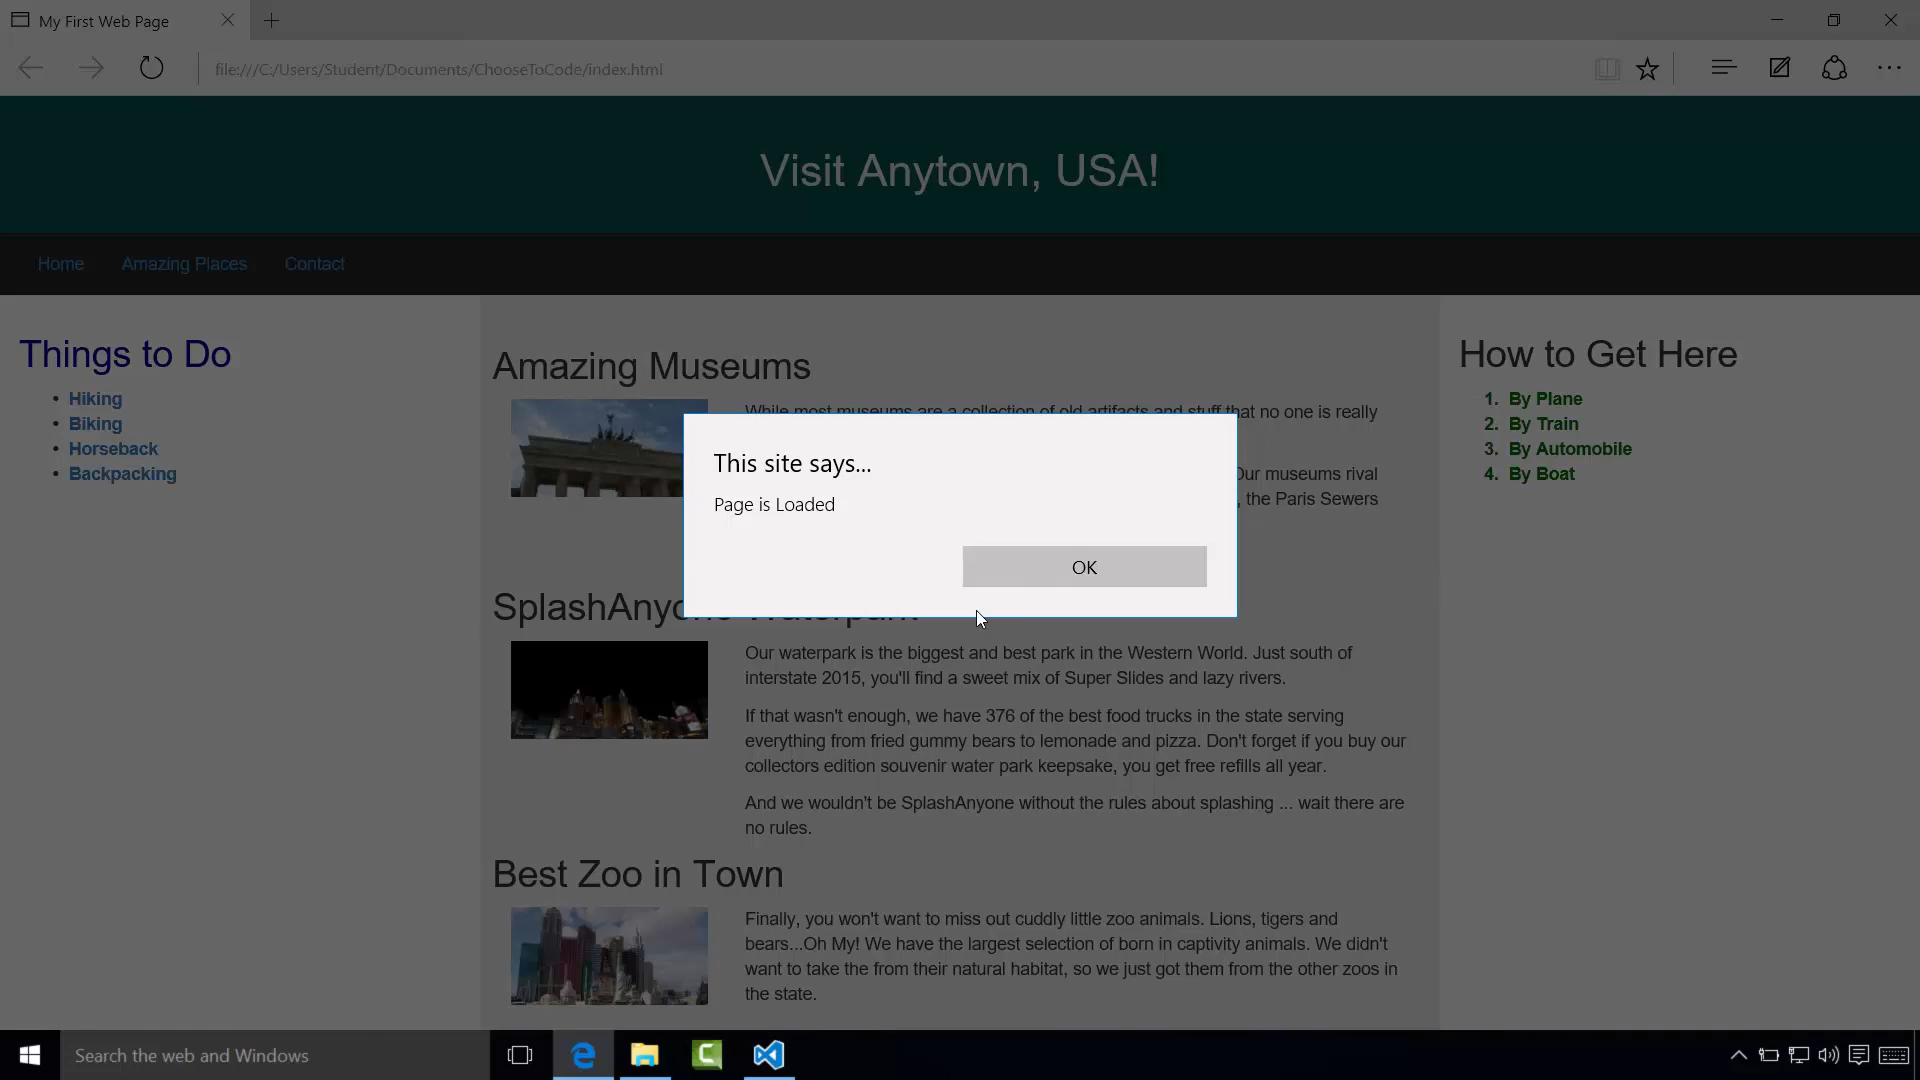 My First Web Page
file:///C:/Users/Student/Documents/ChooseToCode/index.html
Visit Anytown, USA!
Home Amazing Places Contact
Things to Do
• Hiking
• Biking
• Horseback
• Backpacking
Amazing Museums
While most museums are a collection of old artifacts and stuff that no one is really
Our museums rival
, the Paris Sewers
This site says...
Page is Loaded
OK
SplashAnyone Waterpark
Our waterpark is the biggest and best park in the Western World. Just south of
interstate 2015, you'll find a sweet mix of Super Slides and lazy rivers.
If that wasn't enough, we have 376 of the best food trucks in the state serving
everything from fried gummy bears to lemonade and pizza. Don't forget if you buy our
collectors edition souvenir water park keepsake, you get free refills all year.
And we wouldn't be SplashAnyone without the rules about splashing ... wait there are
no rules.
Best Zoo in Town
Finally, you won't want to miss out cuddly little zoo animals. Lions, tigers and
bears...Oh My! We have the largest selection of born in captivity animals. We didn't
want to take the from their natural habitat, so we just got them from the other zoos in
the state.
How to Get Here
1. By Plane
2. By Train
3. By Automobile
4. By Boat
Search the web and Windows